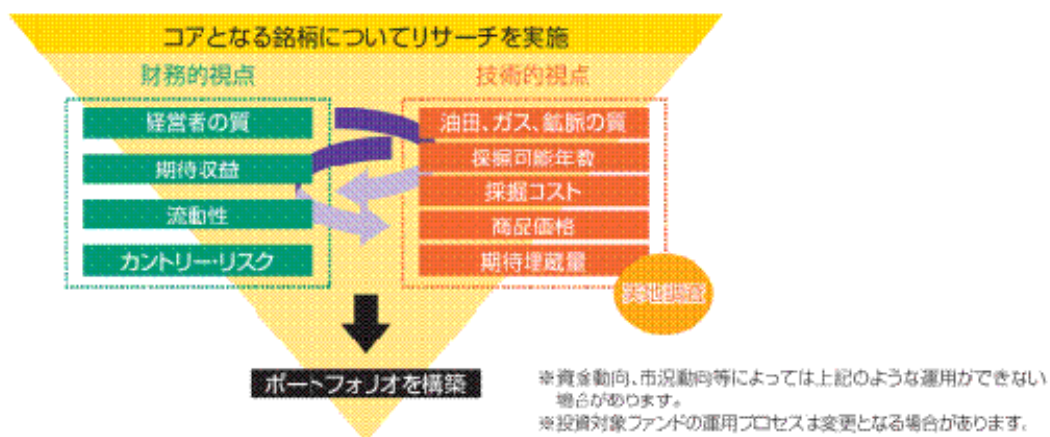 コアとなる銘柄についてリサーチを実施
財務的視点
技術的視点
経営者の質
期待収益
流動性
カントリー・リスク
油田、ガス、鉱脈の質
採掘可能年数
採掘コスト
商品価格
期待埋蔵量
実地調査
ポートフォリオを構築
※資金動向、市況動向等によっては上記のような運用ができない
場合があります。
※投資対象ファンドの運用プロセスは変更となる場合があります。